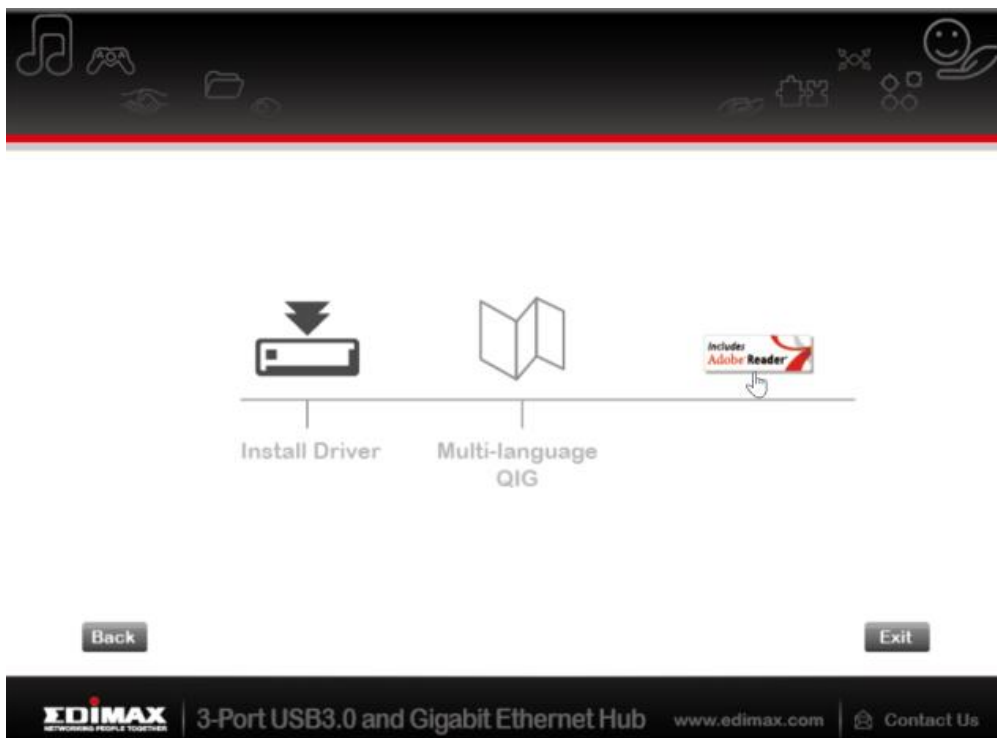 Includes
Adobe Reader
Install Driver
Multi-language
QIG
Back
Exit
EDIMAX
NETWORKING PEOPLE TOGETHER
3-Port USB3.0 and Gigabit Ethernet Hub
www.edimax.com
Contact Us